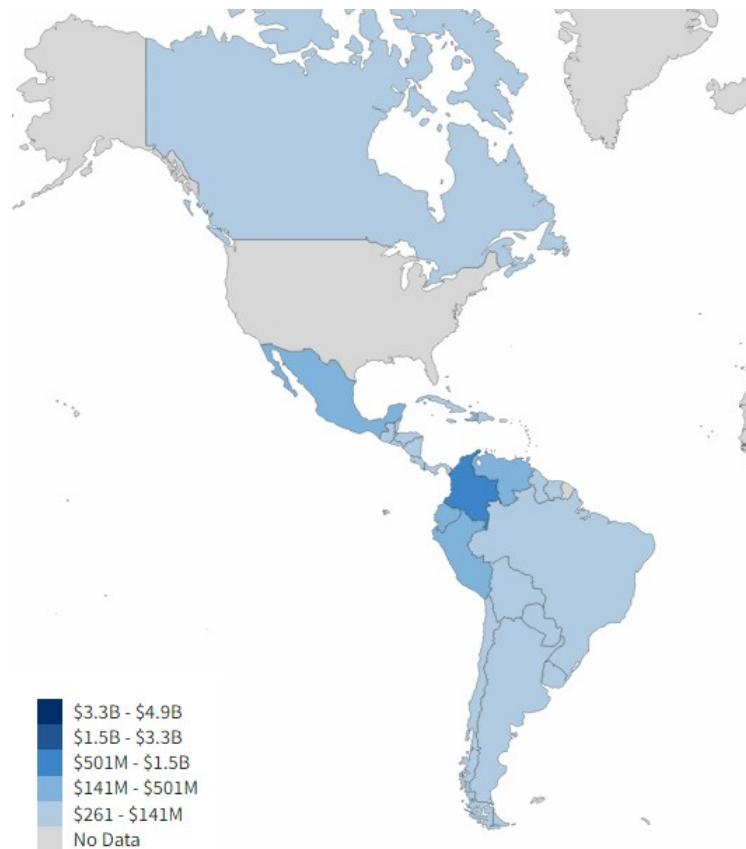 $3.3B - $4.9B
$1.5B - $3.3B
$501M - $1.5B
$141M - $501M
$261 - $141M
No Data